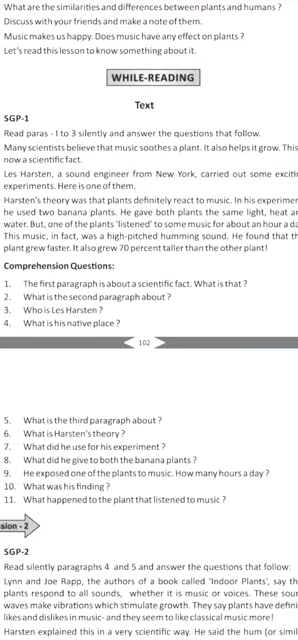 What are the similarities and differences between plants and humans ?
Discuss with your friends and make a note of them.
Music makes us happy. Does music have any effect on plants ?
Let's read this lesson to know something about it.
WHILE-READING
Text
SGP-1
Read paras - I to 3 silently and answer the questions that follow.
Many scientists believe that music soothes a plant. It also helps it grow. This
now a scientific fact.
Les Harsten, a sound engineer from New York, carried out some
experiments. Here is one of them.
Harsten's theory was that plants definitely react to music. In his
he used two banana plants. He gave both plants the same light, heat
water. But, one of the plants 'listened' to some music for about an hour a
This music, in fact, was a high-pitched humming sound. He found that
plant grew faster. It also grew 70 percent taller than the other plant!
Comprehension Questions:
1. The first paragraph is about a scientific fact. What is that ?
2. What is the second paragraph about ?
3. Who is Les Harsten ?
4. What is his native place ?
102
5. What is the third paragraph about ?
6. What is Harsten's theory ?
7. What did he use for his experiment ?
8. What did he give to both the banana plants ?
9. He exposed one of the plants to music. How many hours a day ?
10. What was his finding ?
11. What happened to the plant that listened to music ?
sion - 2
SGP-2
Read silently paragraphs 4 and 5 and answer the questions that follow:
Lynn and Joe Rapp, the authors of a book called 'Indoor Plants', say
plants respond to all sounds, whether it is music or voices. These
waves make vibrations which stimulate growth. They say plants have
likes and dislikes in music- and they seem to like classical music more!
Harsten explained this in a very scientific way. He said the hum (or